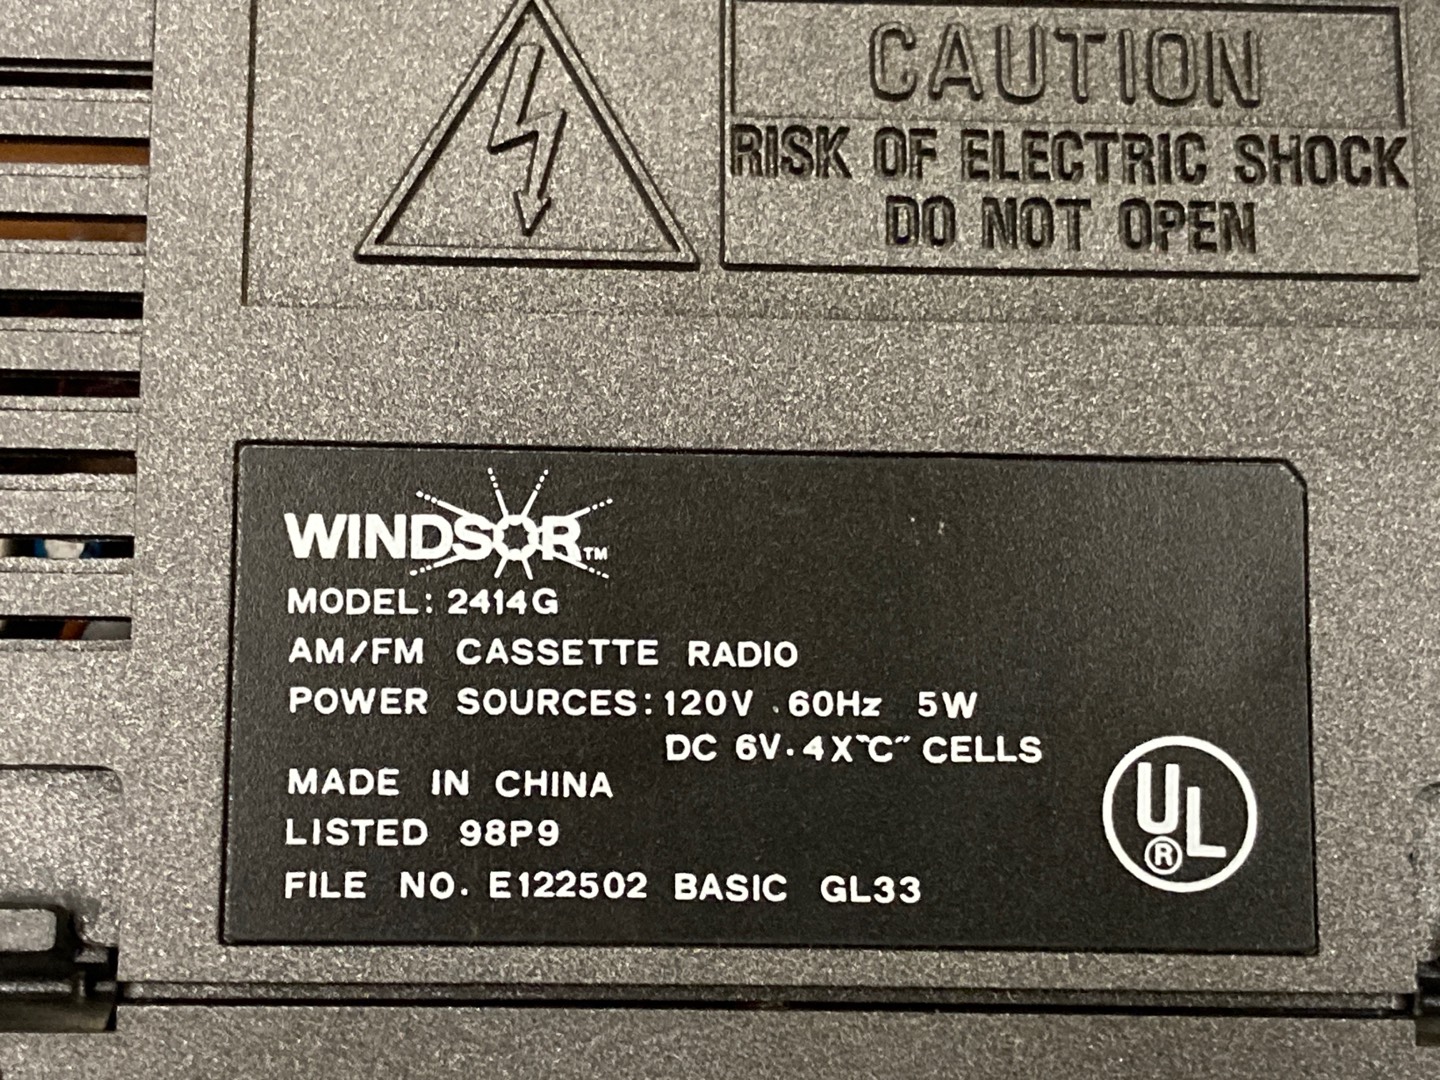 CAUTION
RISK OF ELECTRIC SHOCK
DO NOT OPEN
WINDSOR™
MODEL: 2414G
AM/FM CASSETTE RADIO
POWER SOURCES: 120V . 60Hz 5W
DC 6V. 4X"C" CELLS
MADE IN CHINA
LISTED 98P9
FILE NO. E122502 BASIC GL33
UL
®